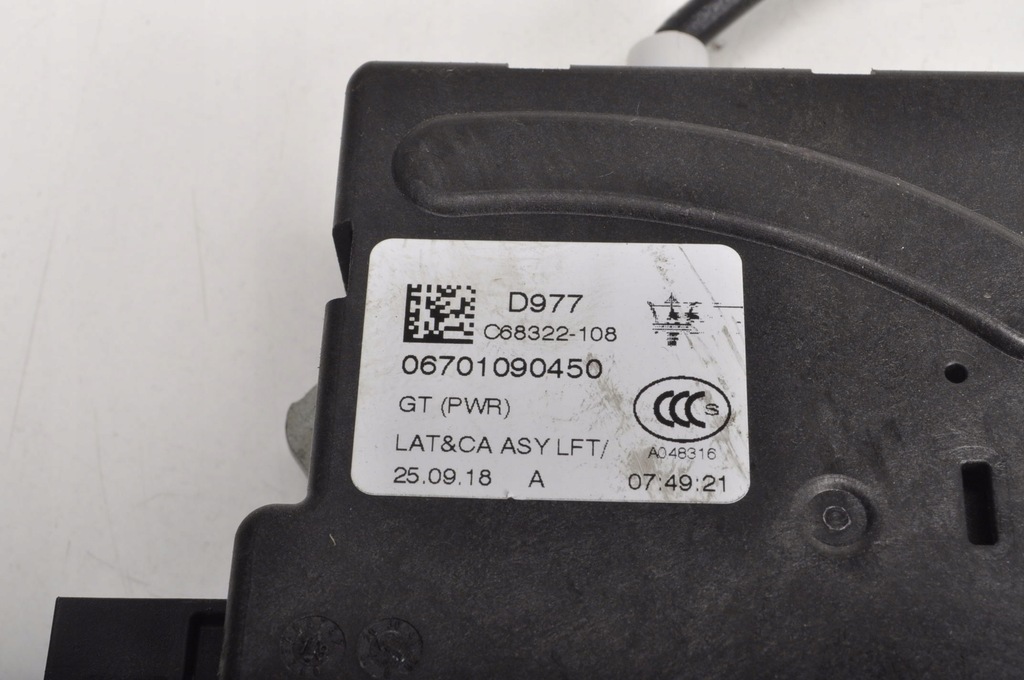 D977
C68322-108
06701090450
GT (PWR)
CCC S
LAT&CA ASY LFT/
A048316
25.09.18 A 07:49:21